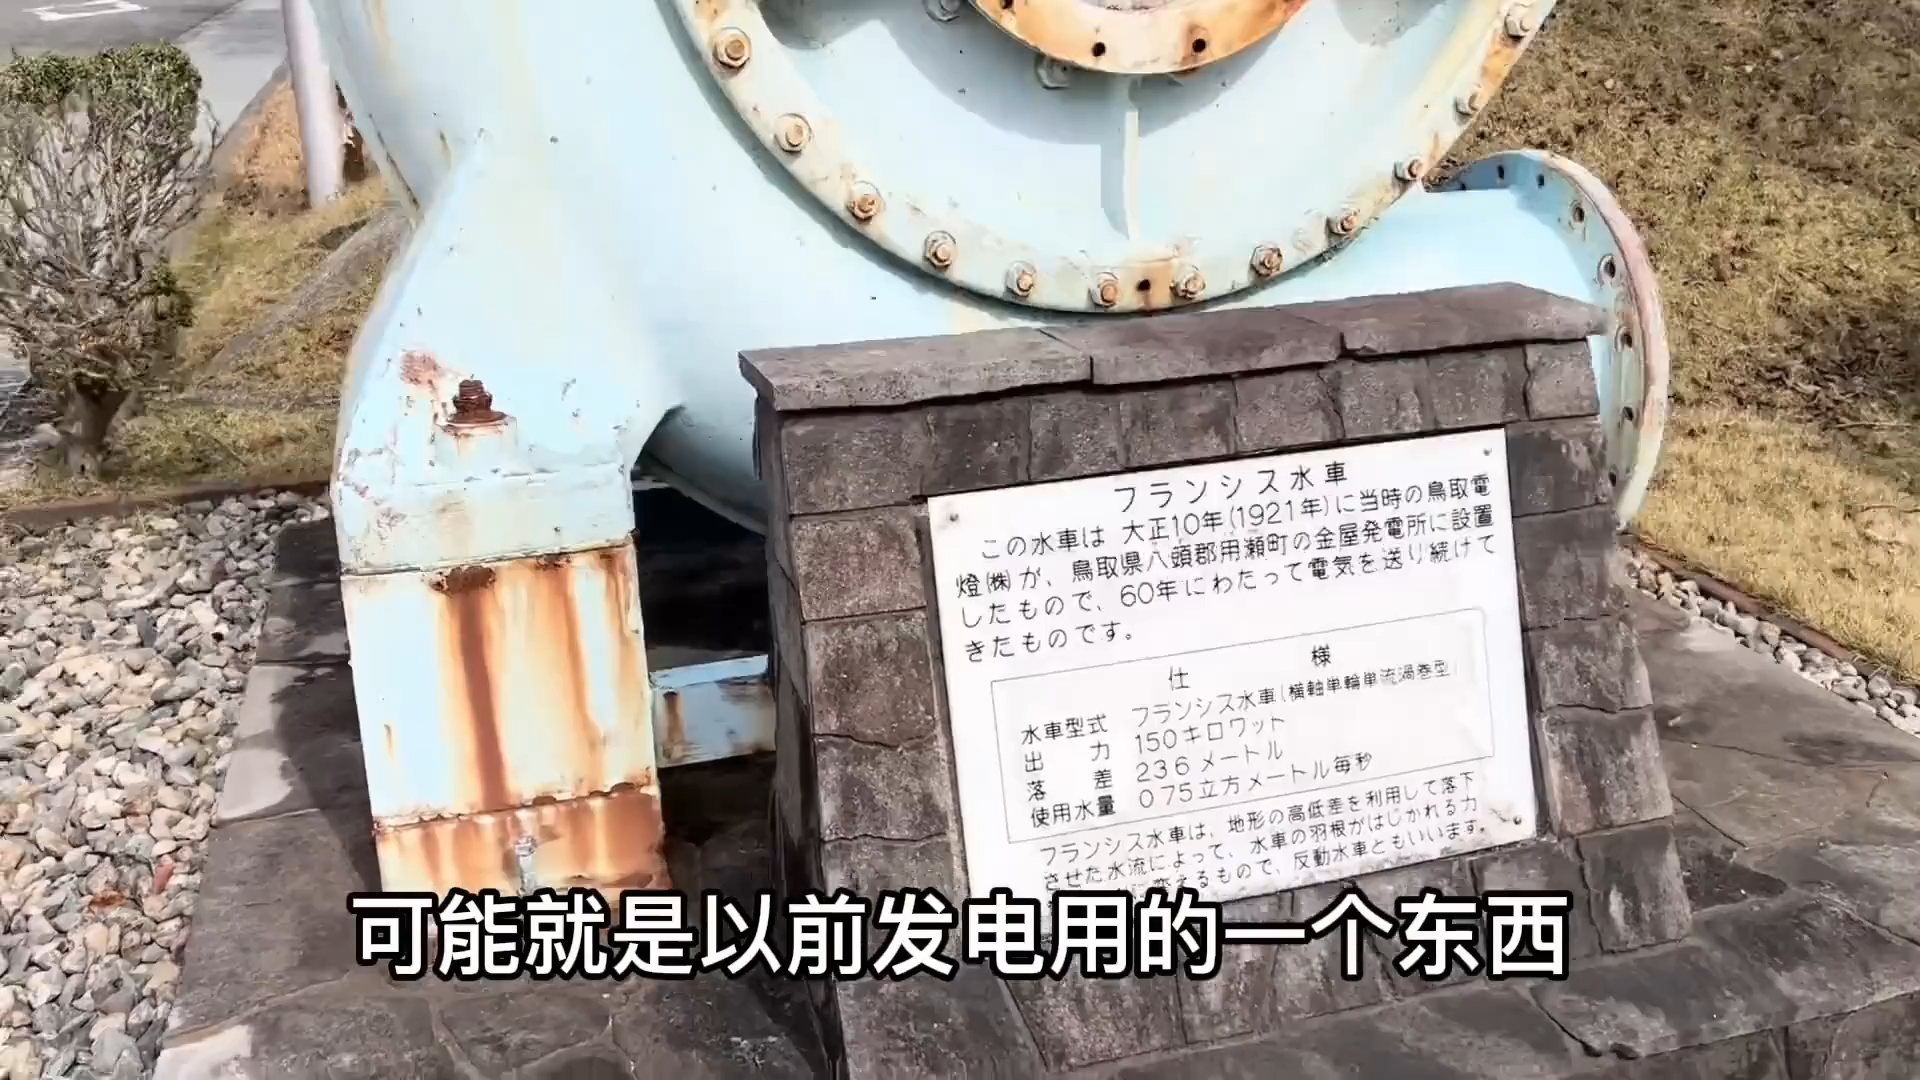 フランシス水車
この水車は 大正10年(1921年)に当時の鳥取電
燈㈱が、鳥取県八頭郡用瀬町の金屋発電所に設置
したもので、60年にわたって電気を送り続けて
きたものです。
仕 様
水車型式 フランシス水車(横軸単輪単流渦巻型)
出 力 150キロワット
落 差 236メートル
使用水量 075立方メートル毎秒
フランシス水車は、地形の高低差を利用して落下
させた水流によって、水車の羽根がはじかれる力
に変えるもので、反動水車ともいいます。
可能就是以前发电用的一个东西